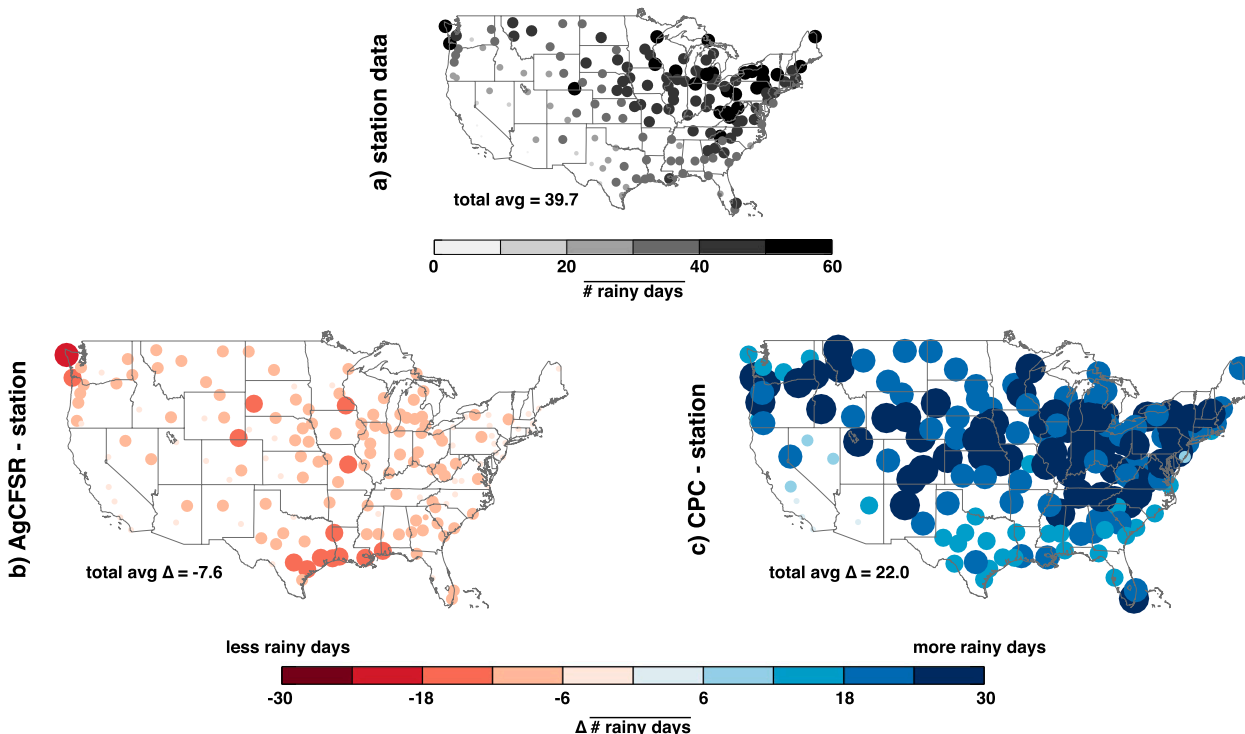 a) station data
total avg = 39.7
0 20 40 60
# rainy days
b) AgCFSR - station
total avg Δ = -7.6
c) CPC - station
total avg Δ = 22.0
less rainy days
more rainy days
-30 -18 -6 6 18 30
Δ # rainy days